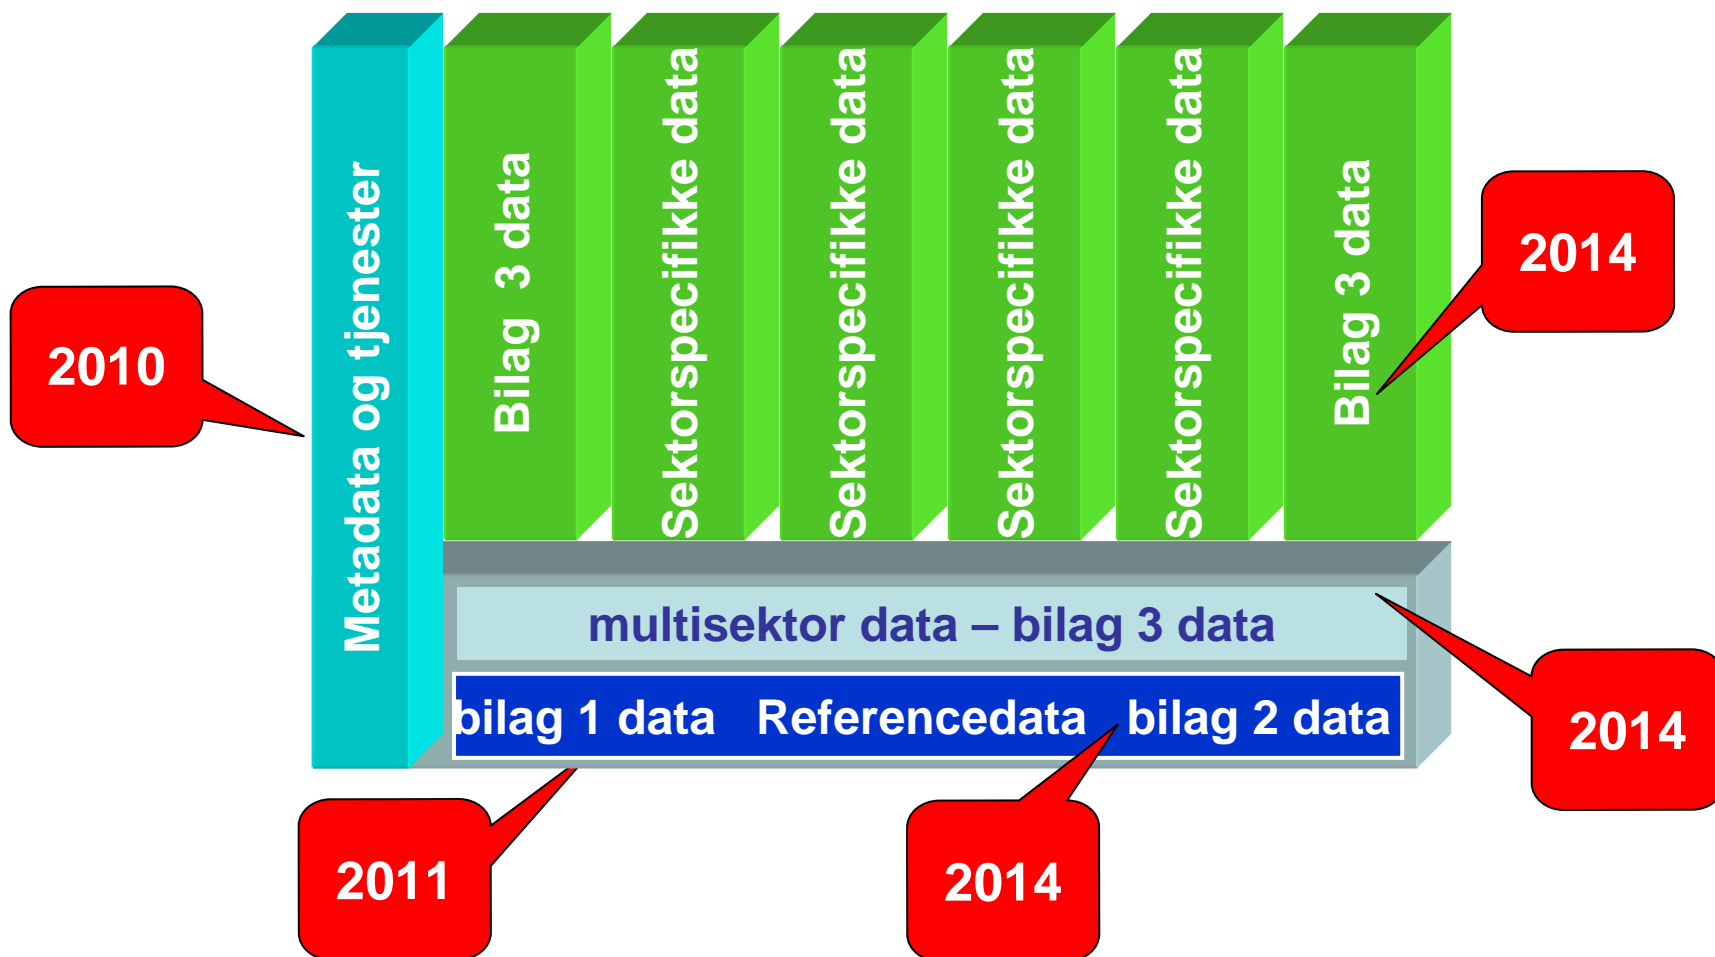 2010
Metadata og tjenester
Bilag 3 data
Sektorspecifikke data
Sektorspecifikke data
Sektorspecifikke data
Sektorspecifikke data
Bilag 3 data
2014
multisektor data – bilag 3 data
bilag 1 data Referencedata bilag 2 data
2014
2011
2014